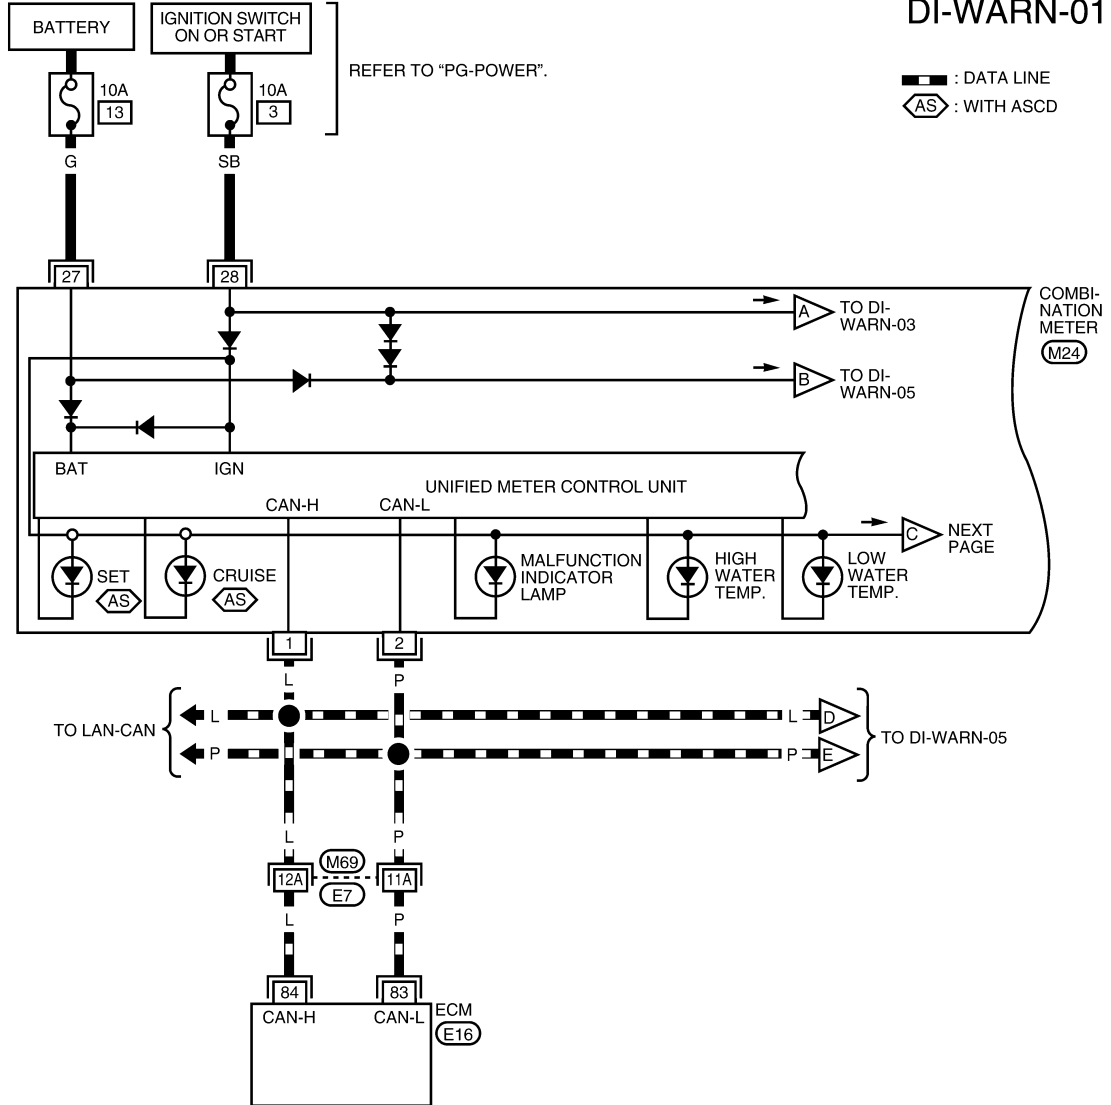 DI-WARN-01
BATTERY
IGNITION SWITCH
ON OR START
REFER TO “PG-POWER”.
: DATA LINE
AS : WITH ASCD
10A
13
10A
3
G
SB
27
28
COMBI-
NATION
METER
M24
A
TO DI-
WARN-03
B
TO DI-
WARN-05
BAT
IGN
UNIFIED METER CONTROL UNIT
CAN-H
CAN-L
C
NEXT
PAGE
SET
AS
CRUISE
AS
MALFUNCTION
INDICATOR
LAMP
HIGH
WATER
TEMP.
LOW
WATER
TEMP.
1
2
L
P
TO LAN-CAN
L
L
D
P
P
E
TO DI-WARN-05
L
P
12A
M69
E7
11A
L
P
84
83
CAN-H
CAN-L
ECM
E16